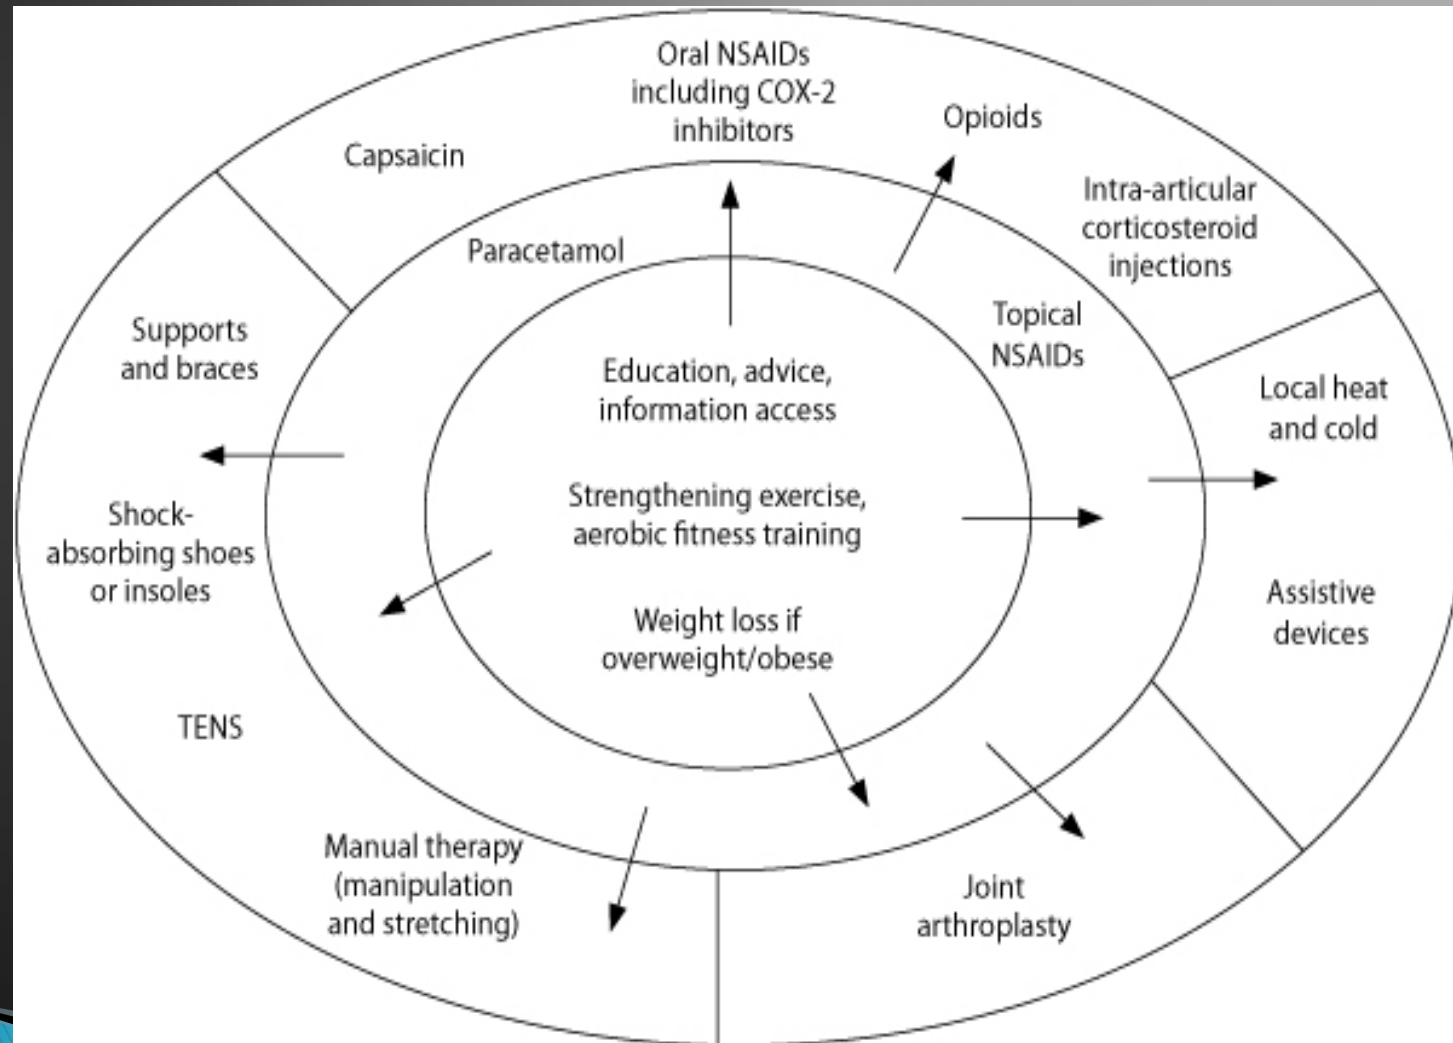 Oral NSAIDs
including COX-2
inhibitors
Opioids
Capsaicin
Intra-articular
corticosteroid
injections
Paracetamol
Topical
NSAIDs
Supports
and braces
Education, advice,
information access
Local heat
and cold
Strengthening exercise,
aerobic fitness training
Shock-
absorbing shoes
or insoles
Assistive
devices
Weight loss if
overweight/obese
TENS
Manual therapy
(manipulation
and stretching)
Joint
arthroplasty